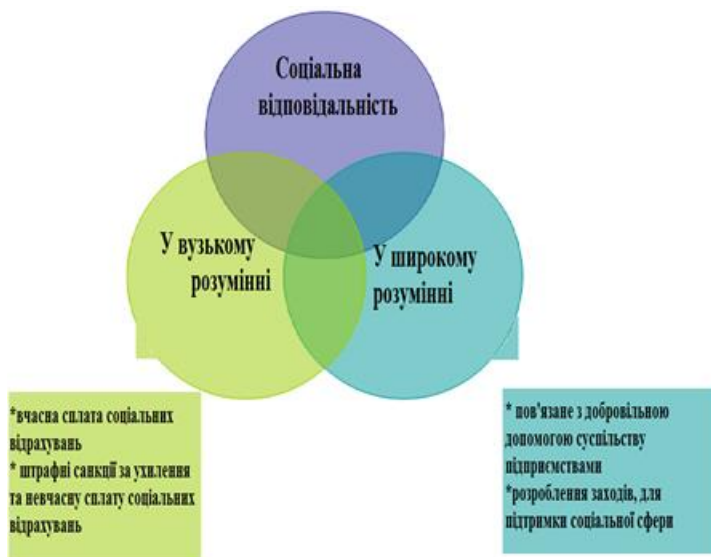 Соціальна
відповідальність
У вузькому
розумінні
У широкому
розумінні
*вчасна сплата соціальних
відрахувань
* штрафні санкції за ухилення
та невчасну сплату соціальних
відрахувань
* пов'язане з добровільною
допомогою суспільству
підприємствами
*розроблення заходів, для
підтримки соціальної сфери